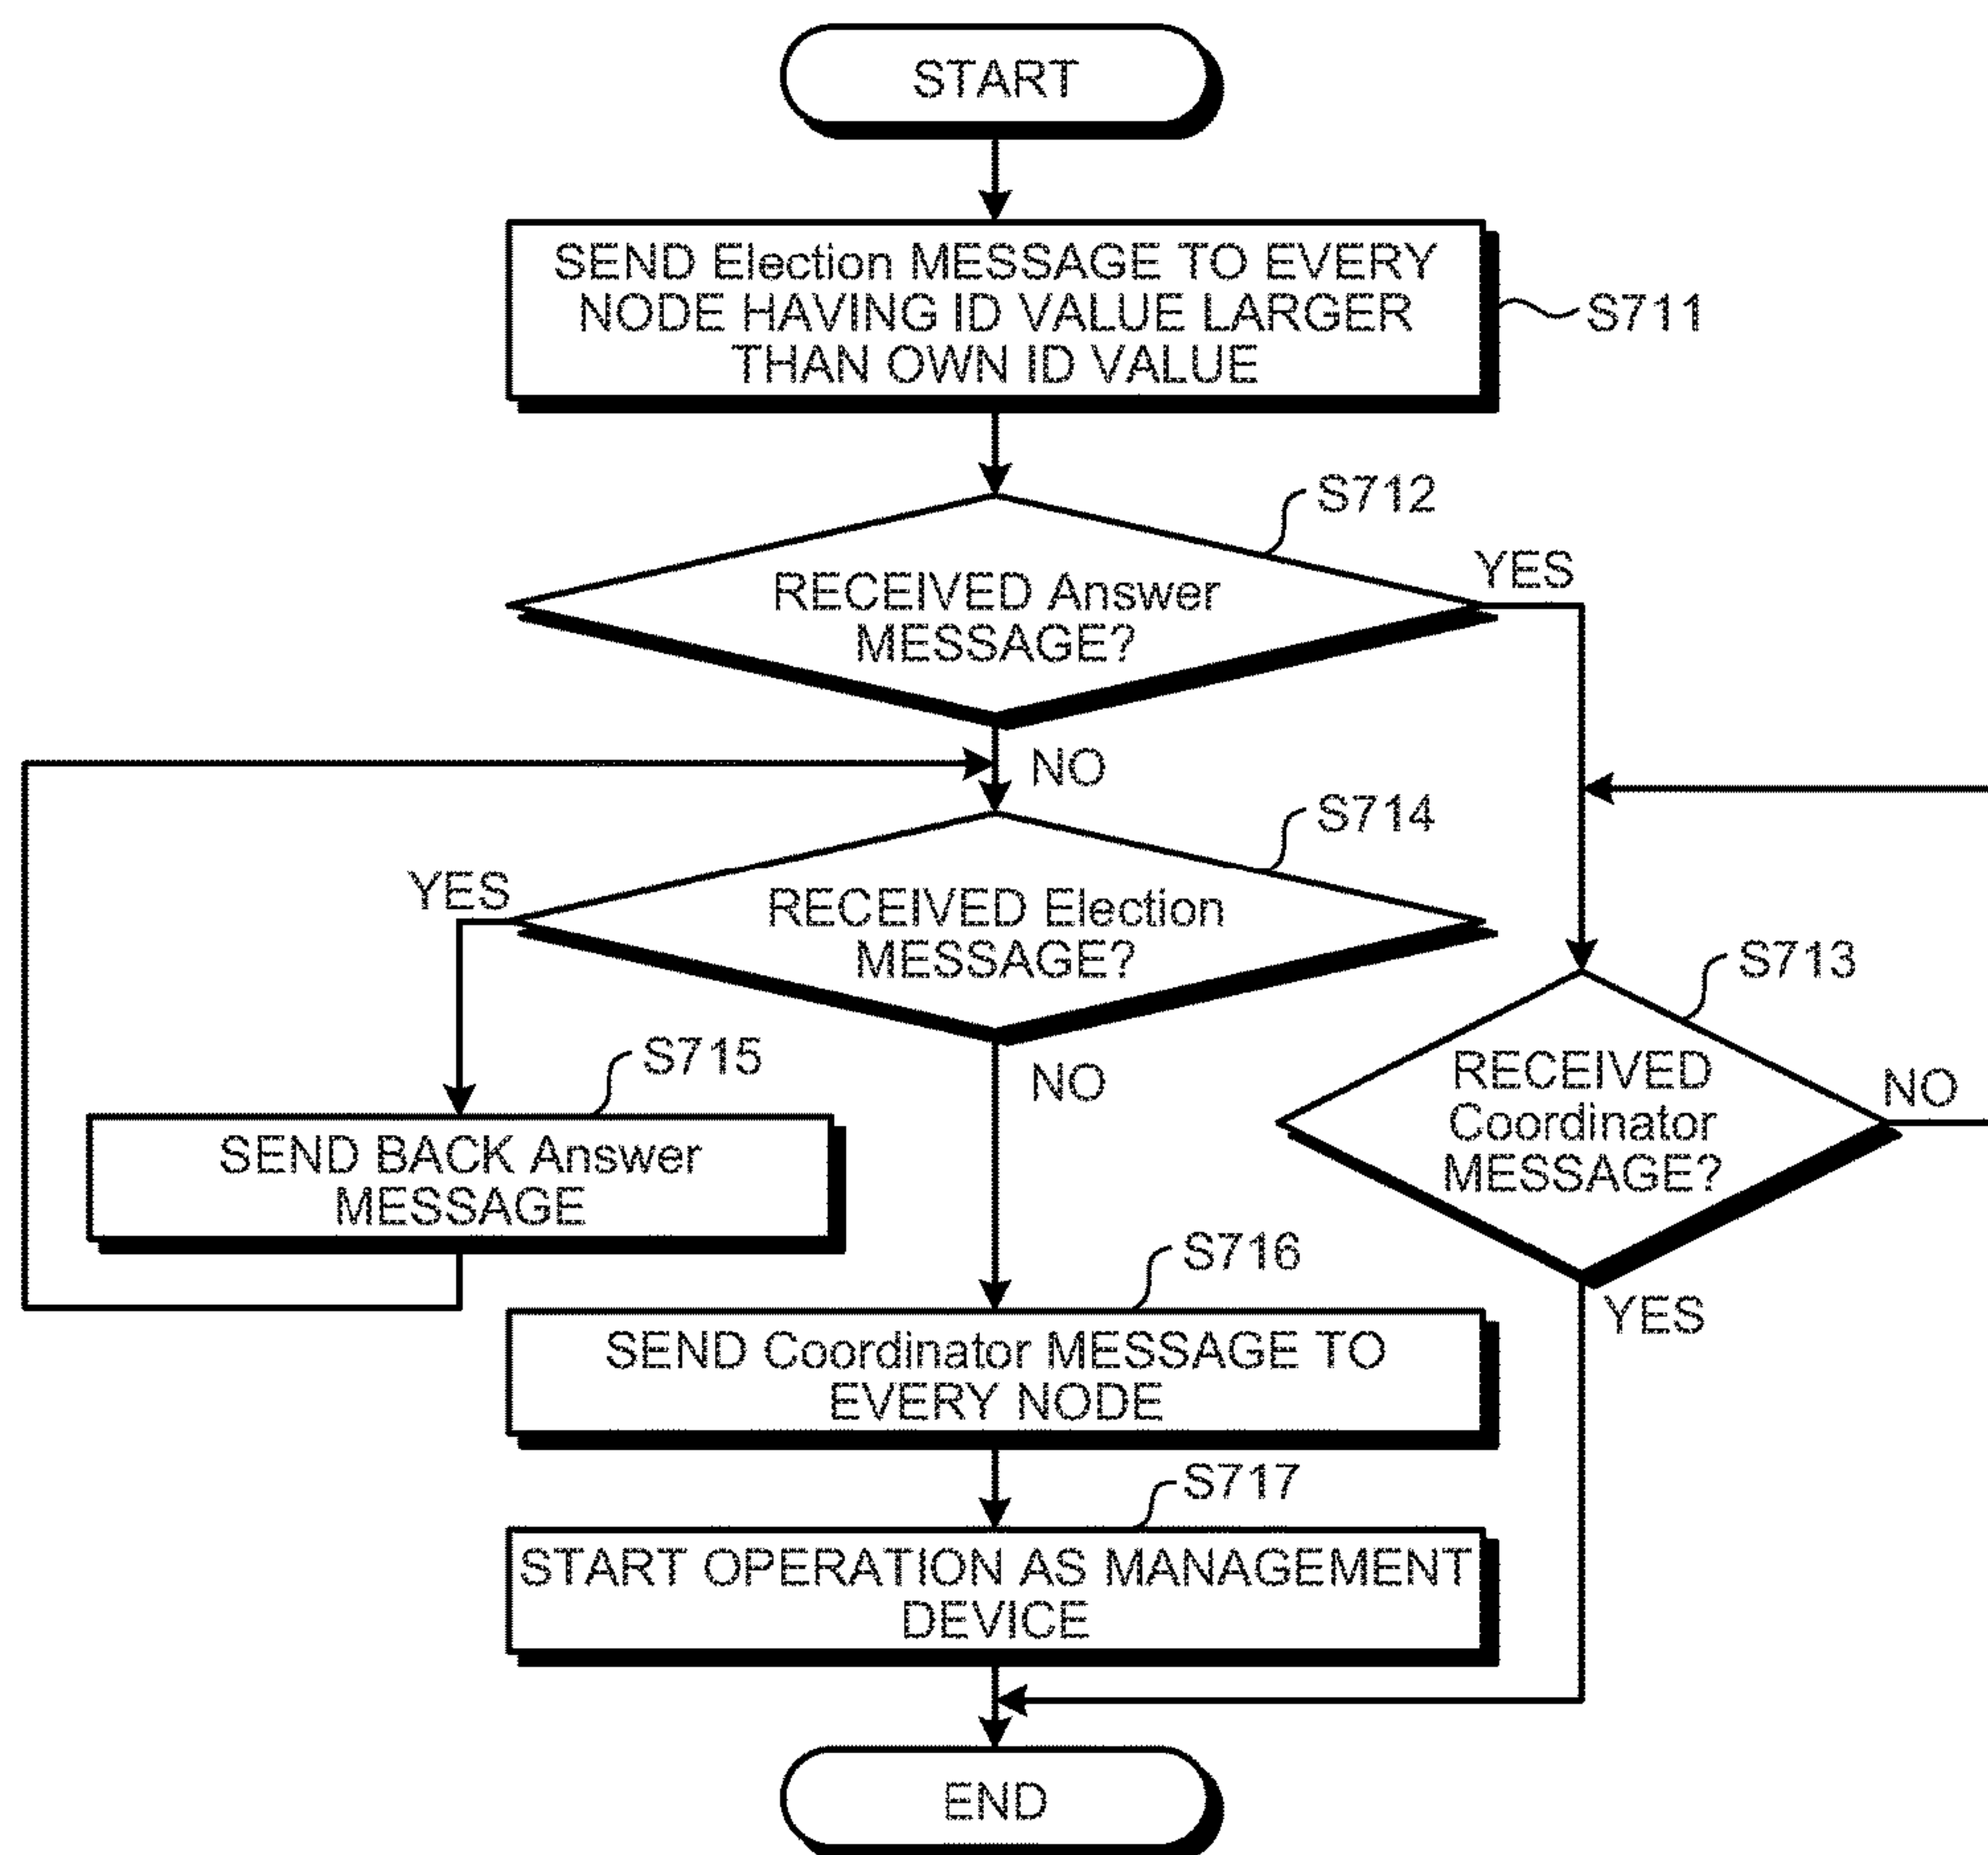 START
SEND Election MESSAGE TO EVERY
NODE HAVING ID VALUE LARGER
THAN OWN ID VALUE
S711
S712
RECEIVED Answer
MESSAGE?
YES
NO
S714
RECEIVED Election
MESSAGE?
YES
NO
S713
RECEIVED
Coordinator
MESSAGE?
NO
YES
S715
SEND BACK Answer
MESSAGE
S716
SEND Coordinator MESSAGE TO
EVERY NODE
S717
START OPERATION AS MANAGEMENT
DEVICE
END